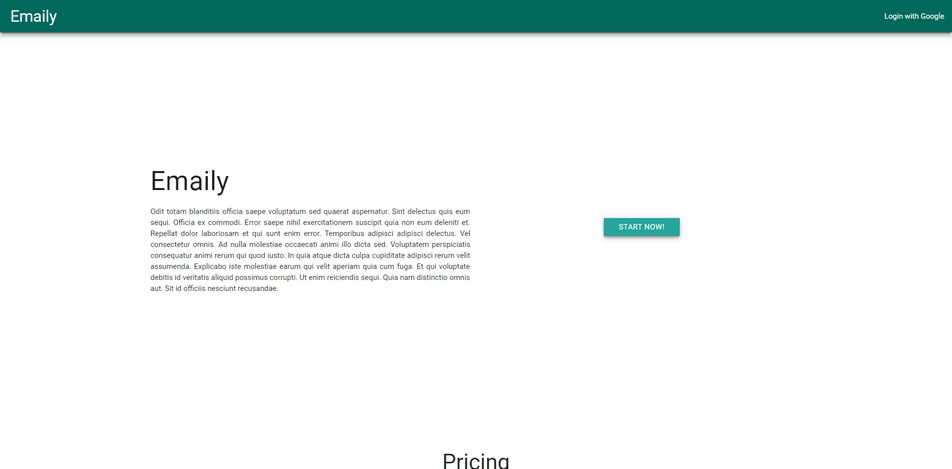 Emaily
Login with Google
Emaily
Odit totam blanditiis officia saepe voluptatum sed quaerat aspernatur. Sint delectus quis eum
sequi. Officia ex commodi. Error saepe nihil exercitationem suscipit quia non eum deleniti et.
Repellat dolor laboriosam et qui sunt enim error. Temporibus adipisci adipisci delectus. Vel
consectetur omnis. Ad nulla molestiae occaecati animi illo dicta sed. Voluptatem perspiciatis
consequatur animi rerum qui quod iusto. In quia atque dicta culpa cupiditate adipisci rerum velit
assumenda. Explicabo iste molestiae earum qui velit aperiam quia cum fuga. Et qui voluptate
debitis id veritatis aliquid possimus corrupti. Ut enim reiciendis sequi. Quia nam distinctio omnis
aut. Sit id officiis nesciunt recusandae.
START NOW!
Pricing